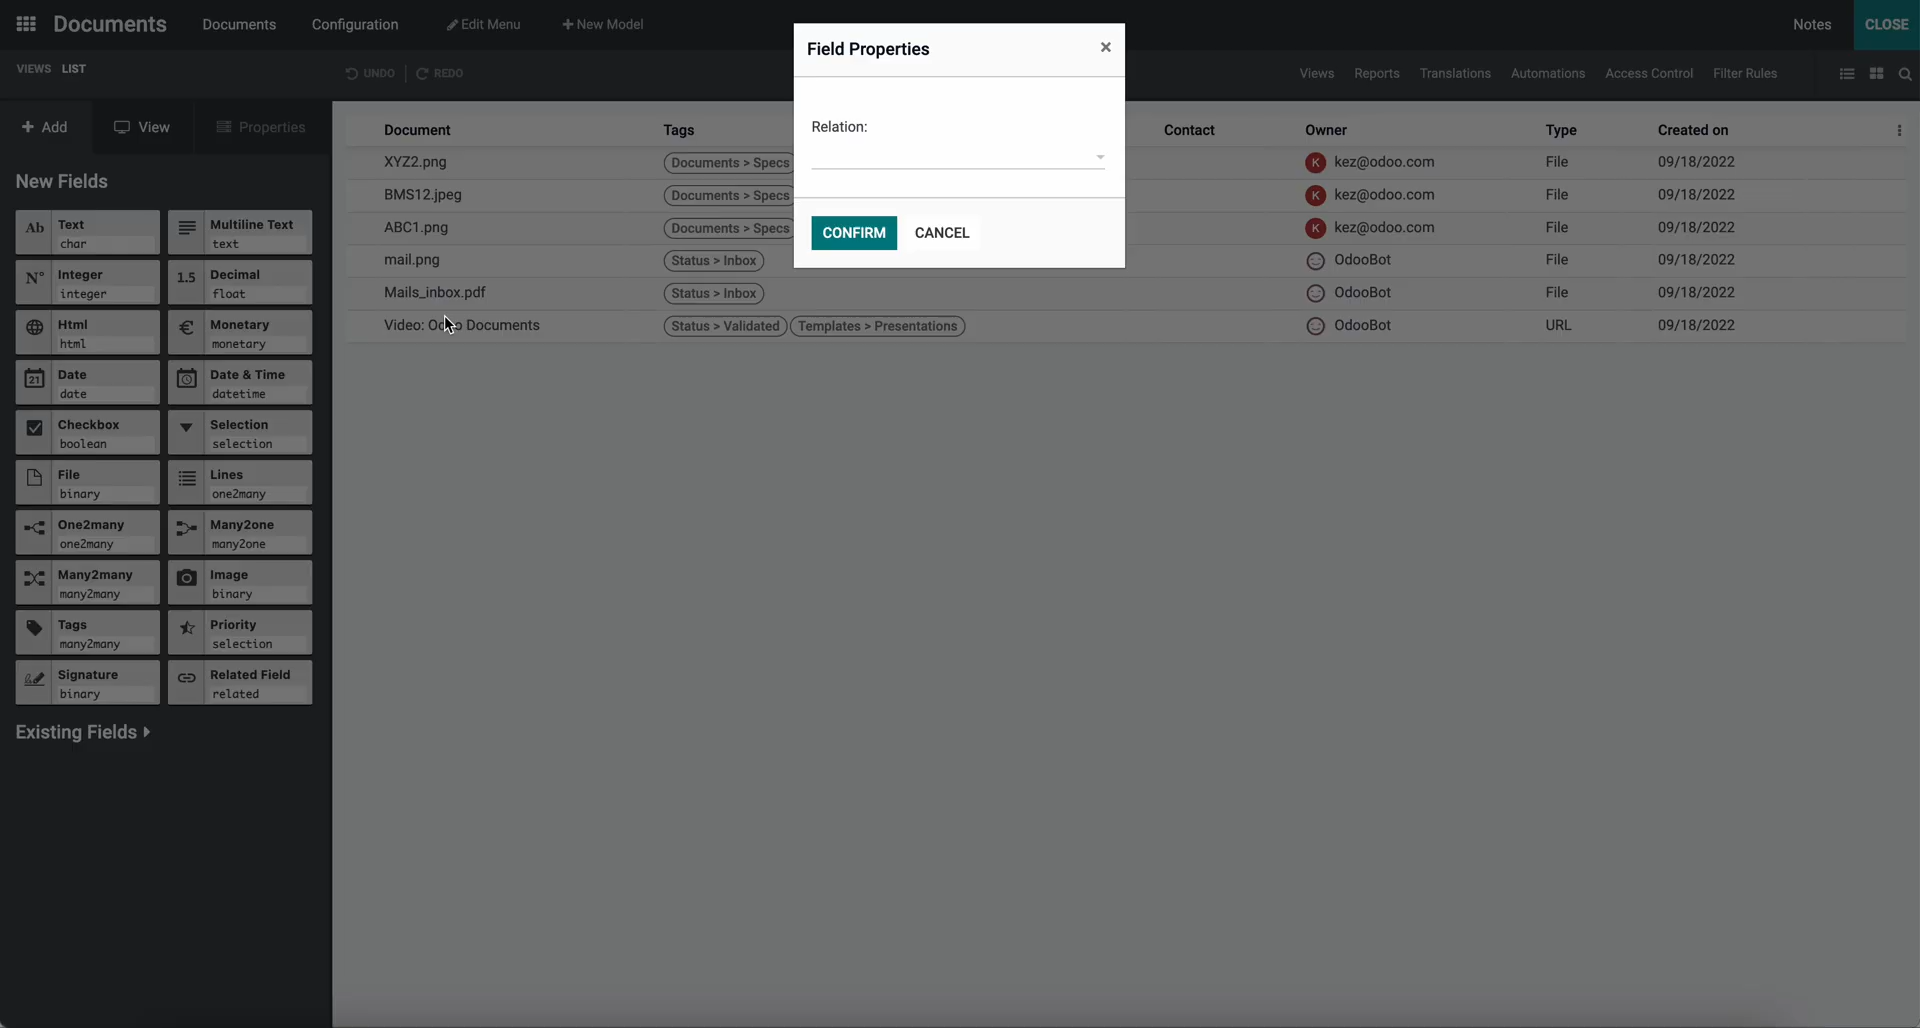 Documents Documents Configuration Edit Menu New Model Notes CLOSE
VIEWS LIST UNDO REDO Views Reports Translations Automations Access Control Filter Rules
Field Properties ×
Relation:
CONFIRM CANCEL
Add View Properties
New Fields
Ab Text char
Multiline Text text
N° Integer integer
1.5 Decimal float
Html html
€ Monetary monetary
21 Date date
Date & Time datetime
Checkbox boolean
Selection selection
File binary
Lines one2many
One2many one2many
Many2one many2one
Many2many many2many
Image binary
Tags many2many
Priority selection
Signature binary
Related Field related
Existing Fields
Document Tags Contact Owner Type Created on
XYZ2.png Documents > Specs K kez@odoo.com File 09/18/2022
BMS12.jpeg Documents > Specs K kez@odoo.com File 09/18/2022
ABC1.png Documents > Specs K kez@odoo.com File 09/18/2022
mail.png Status > Inbox OdooBot File 09/18/2022
Mails_inbox.pdf Status > Inbox OdooBot File 09/18/2022
Video: Odoo Documents Status > Validated Templates > Presentations OdooBot URL 09/18/2022